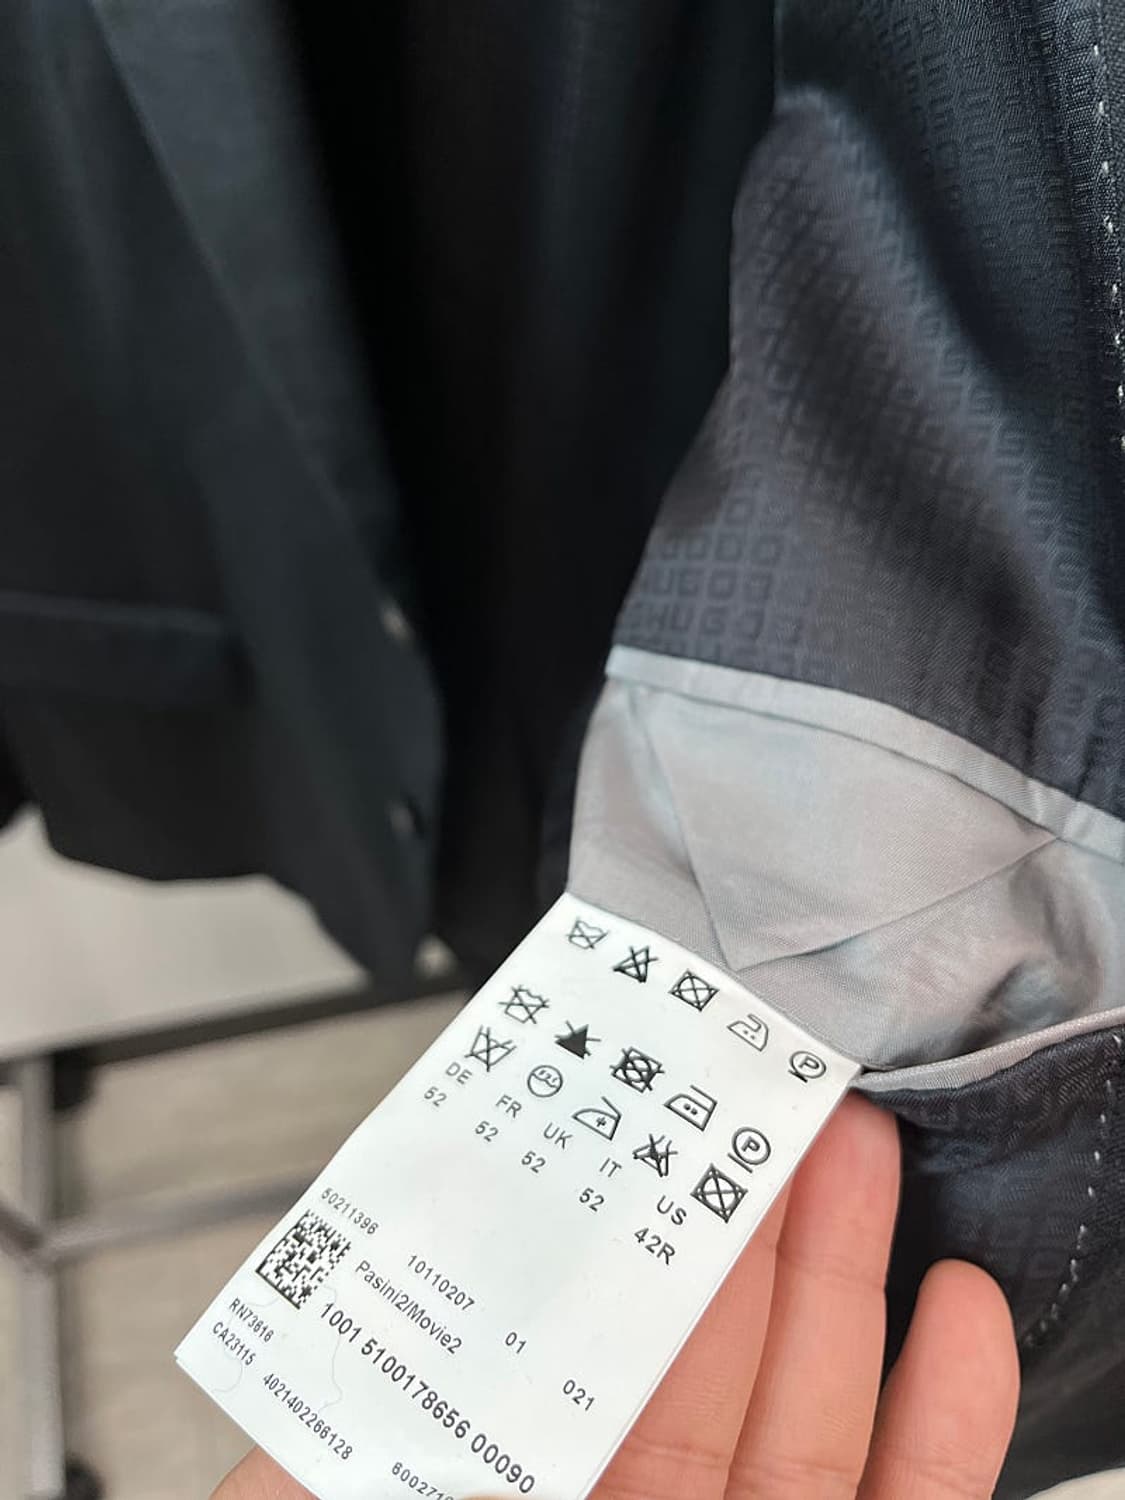 HUGO
DE FR UK IT US
52 52 52 52 42R
50211396
10110207 01 021
Pasini2/Movie2
1001 5100178656 00090
RN73616
CA23115
4021402266128